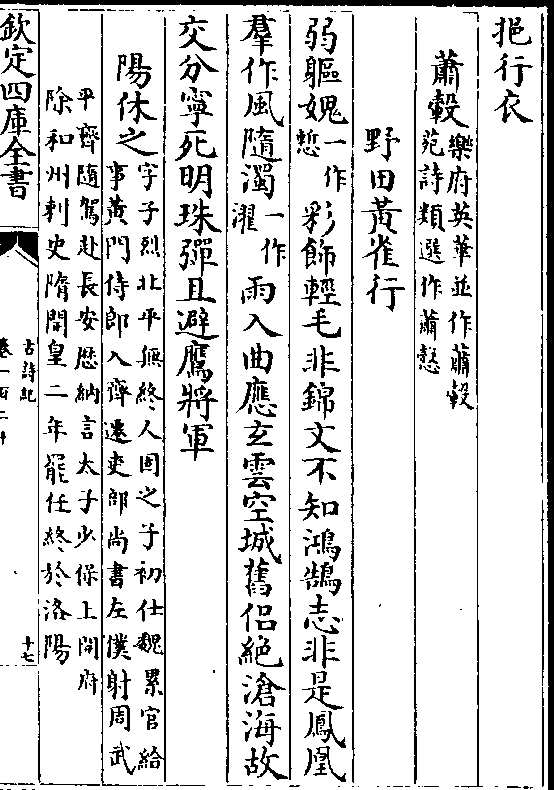 挹行衣
蕭轂
樂府英華並作蕭轂
苑詩類選作蕭愨
野田黃雀行
弱軀媿一作慙彩飾輕毛非錦文不知鴻鵠志非是鳳凰
羣作風隨濁一作濯雨入曲應玄雲空城舊侶絕滄海故
交分寧死明珠彈且避鷹將軍
陽休之
字子烈北平無終人固之子初仕魏累官給
事黃門侍郎入齊遷吏部尚書左僕射周武
平齊隨駕赴長安歷納言太子少保上開府
除和州刺史隋開皇二年罷任終於洛陽
欽定四庫全書
古詩紀
卷一百二十
十七